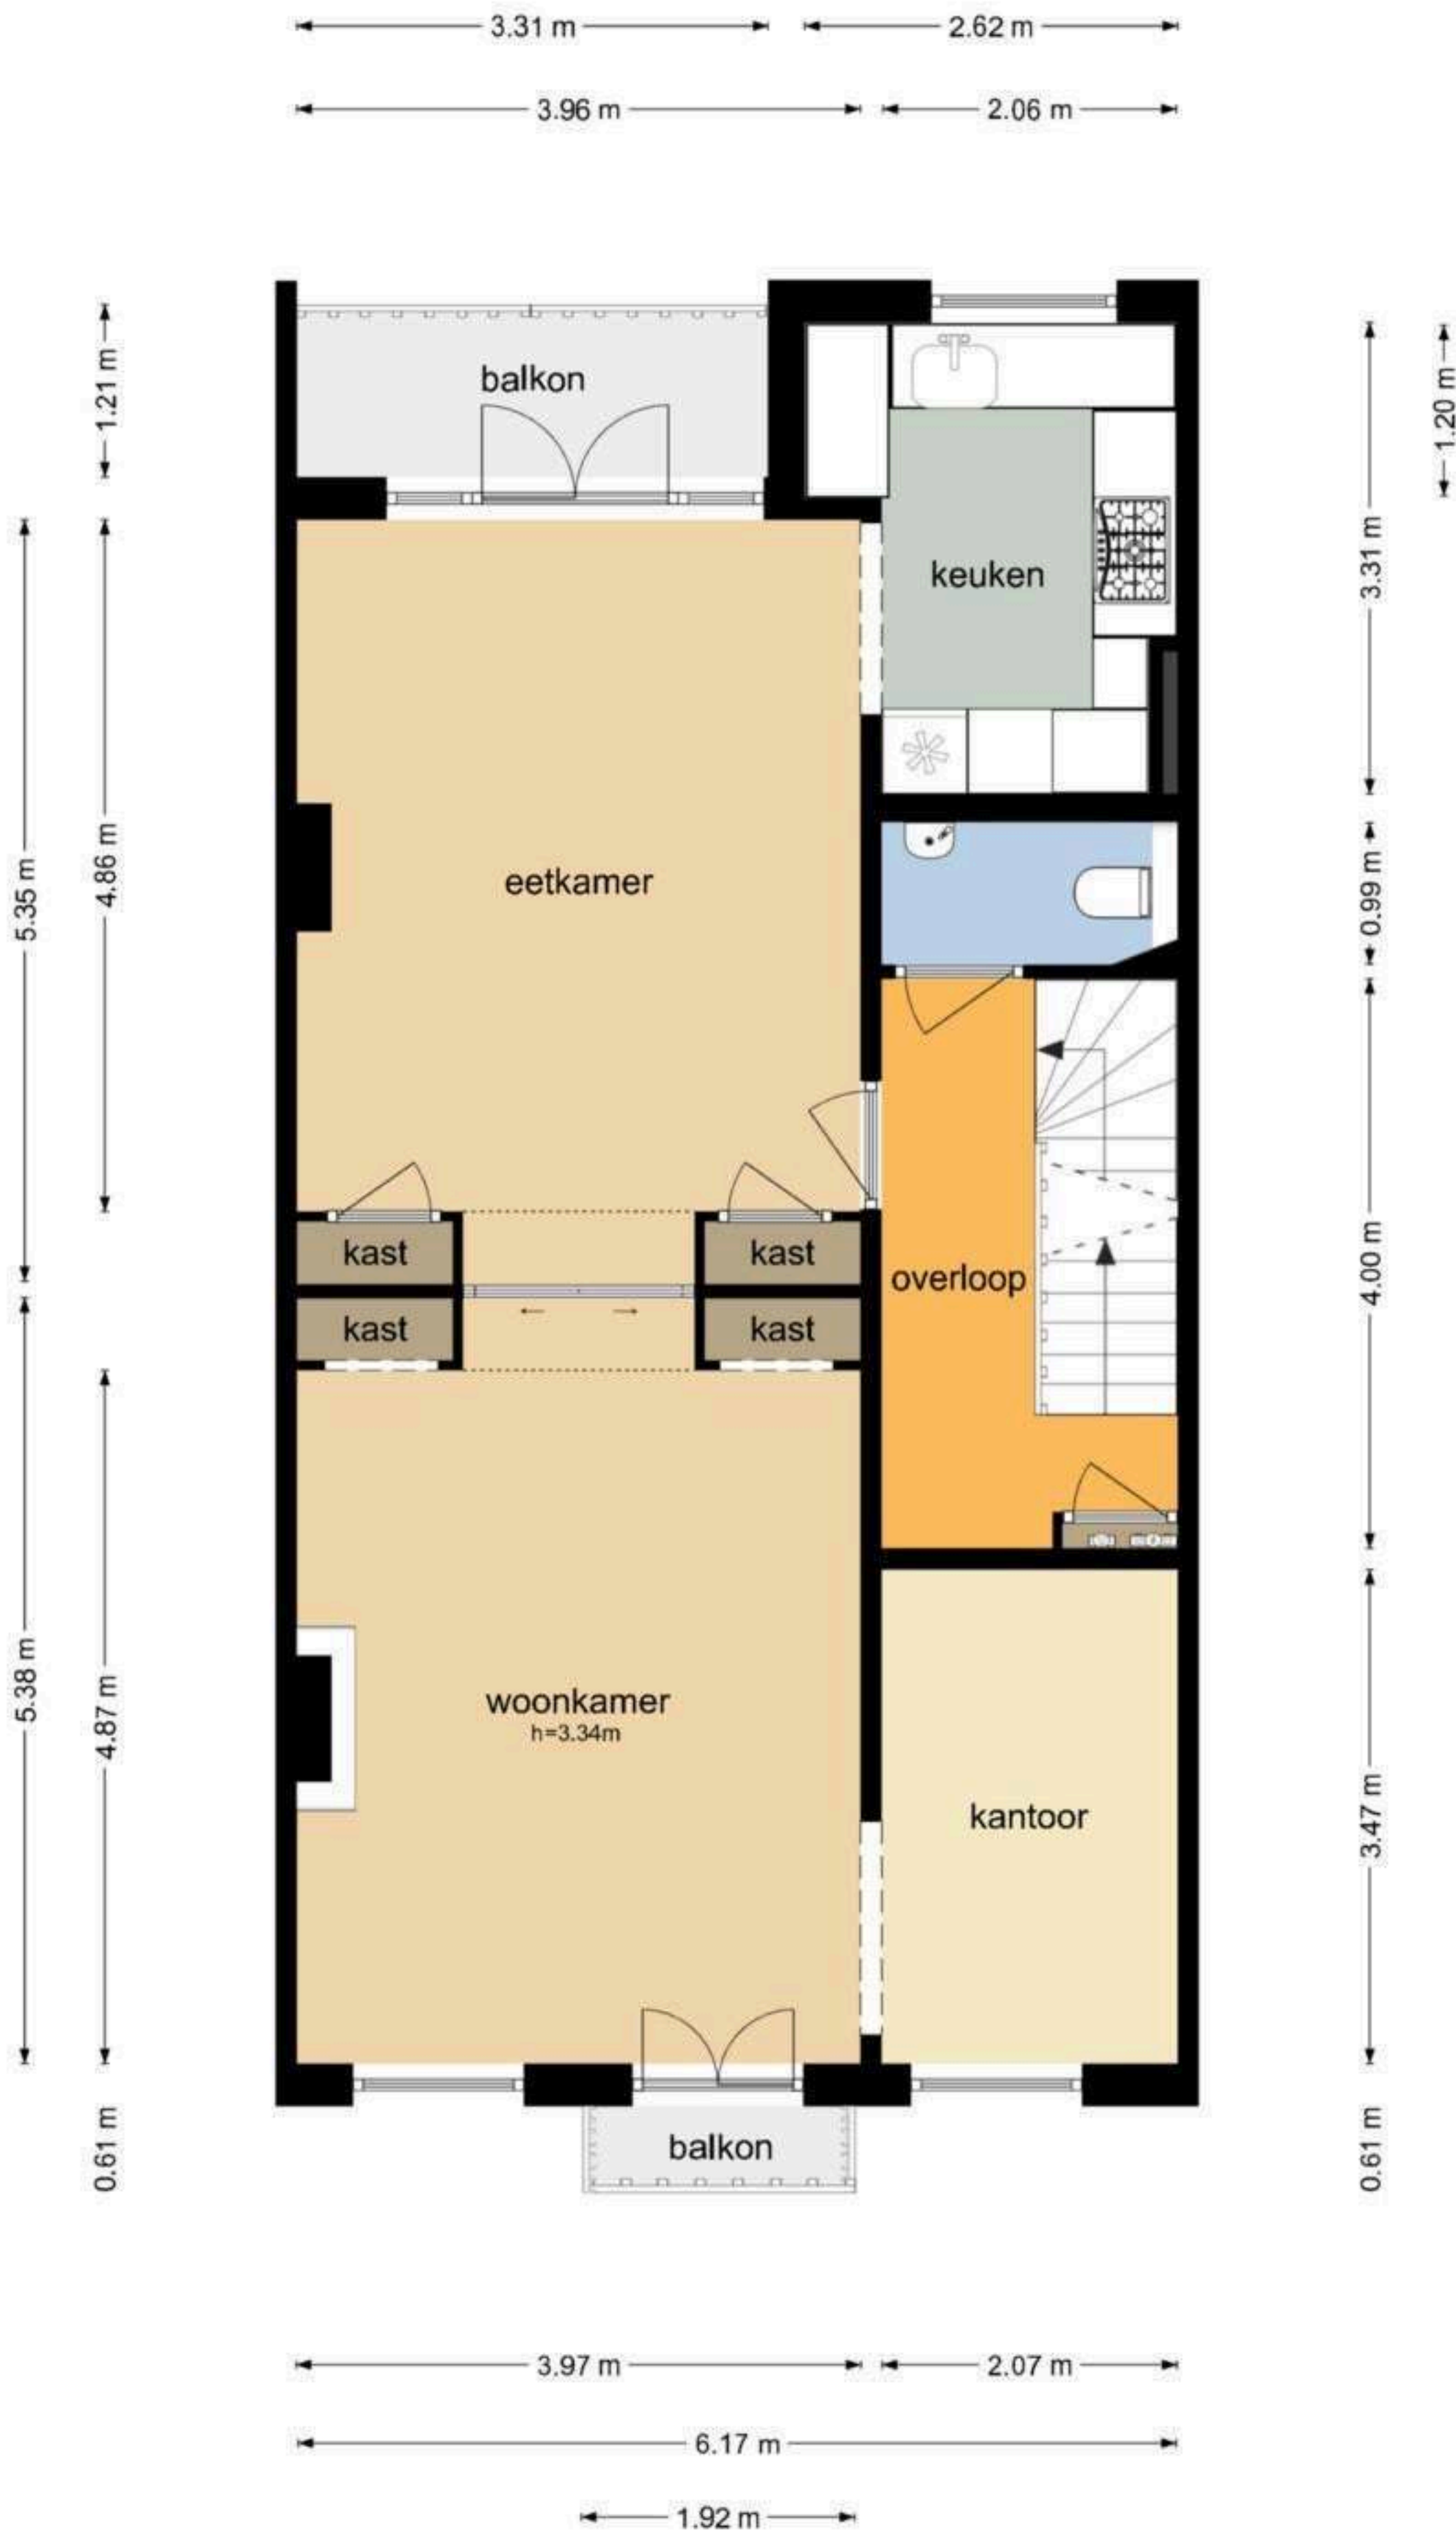 3.31 m
2.62 m
3.96 m
2.06 m
balkon
1.21 m
1.20 m
keuken
3.31 m
eetkamer
4.86 m
5.35 m
0.99 m
kast
kast
overloop
4.00 m
kast
kast
woonkamer
h=3.34m
5.38 m
4.87 m
kantoor
3.47 m
balkon
0.61 m
0.61 m
3.97 m
2.07 m
6.17 m
1.92 m